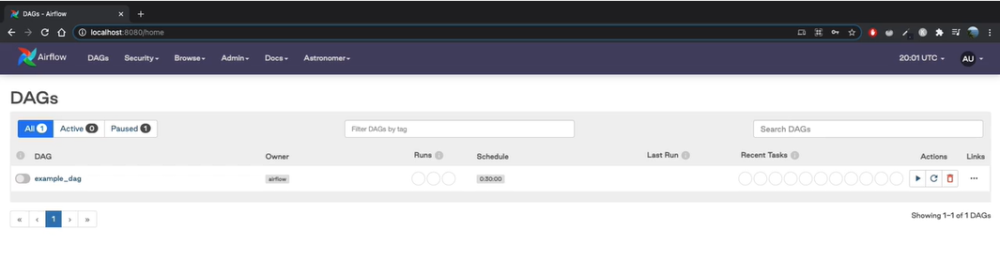 DAGs - Airflow
localhost:8080/home
Airflow DAGs Security Browse Admin Docs Astronomer 20:01 UTC AU
DAGs
All 1 Active 0 Paused 1 Filter DAGs by tag Search DAGs
DAG Owner Runs Schedule Last Run Recent Tasks Actions Links
example_dag airflow 0:30:00
« ‹ 1 › »
Showing 1-1 of 1 DAGs